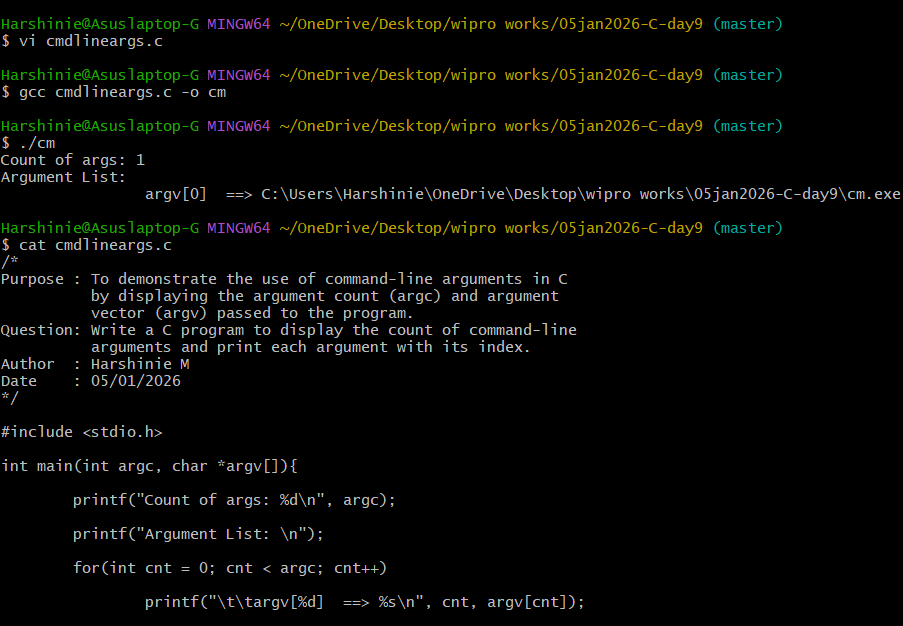 Harshinie@Asuslaptop-G MINGW64 ~/OneDrive/Desktop/wipro works/05jan2026-C-day9 (master)
$ vi cmdlineargs.c
Harshinie@Asuslaptop-G MINGW64 ~/OneDrive/Desktop/wipro works/05jan2026-C-day9 (master)
$ gcc cmdlineargs.c -o cm
Harshinie@Asuslaptop-G MINGW64 ~/OneDrive/Desktop/wipro works/05jan2026-C-day9 (master)
$ ./cm
Count of args: 1
Argument List:
                argv[0]  ==> C:\Users\Harshinie\OneDrive\Desktop\wipro works\05jan2026-C-day9\cm.exe
Harshinie@Asuslaptop-G MINGW64 ~/OneDrive/Desktop/wipro works/05jan2026-C-day9 (master)
$ cat cmdlineargs.c
/*
Purpose : To demonstrate the use of command-line arguments in C
          by displaying the argument count (argc) and argument
          vector (argv) passed to the program.
Question: Write a C program to display the count of command-line
          arguments and print each argument with its index.
Author  : Harshinie M
Date    : 05/01/2026
*/
#include <stdio.h>
int main(int argc, char *argv[]){
        printf("Count of args: %d\n", argc);
        printf("Argument List: \n");
        for(int cnt = 0; cnt < argc; cnt++)
                printf("\t\targv[%d]  ==> %s\n", cnt, argv[cnt]);